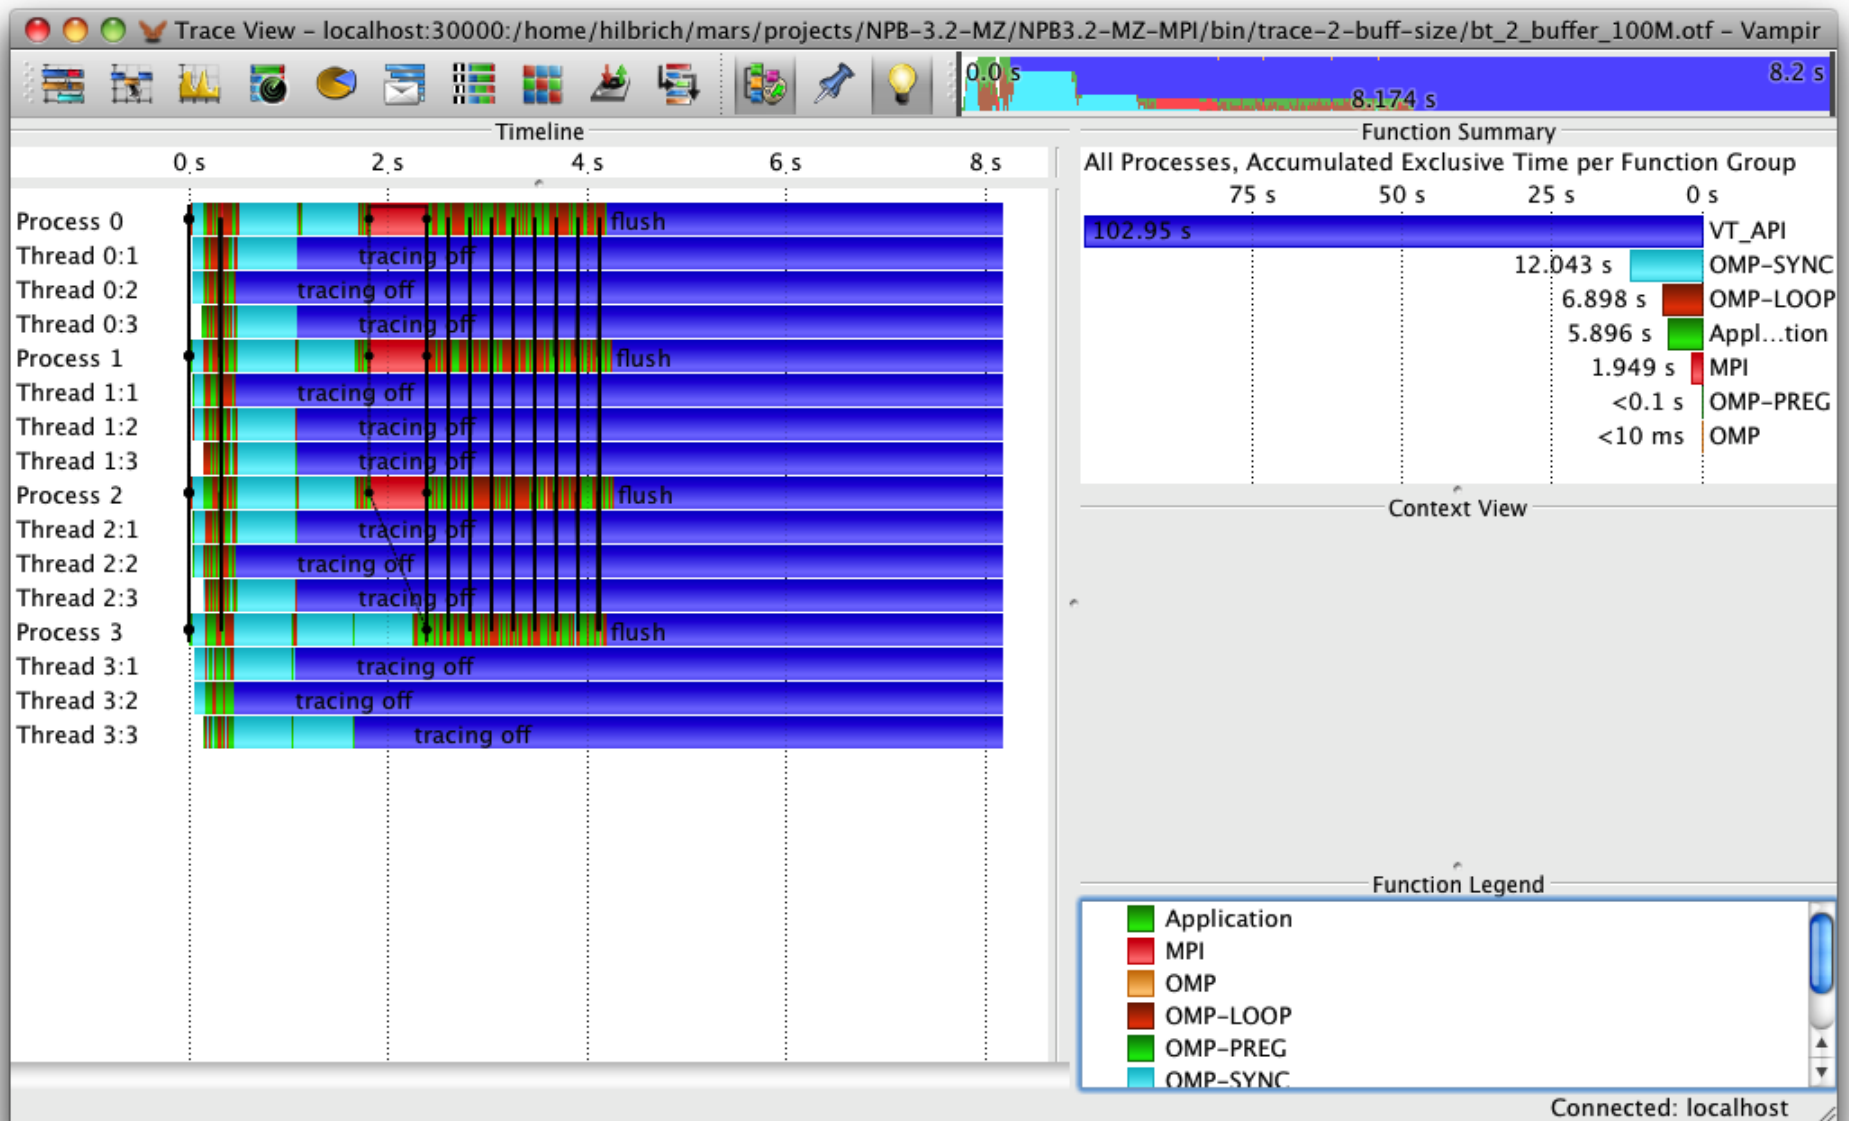 Trace View – localhost:30000:/home/hilbrich/mars/projects/NPB-3.2-MZ/NPB3.2-MZ-MPI/bin/trace-2-buff-size/bt_2_buffer_100M.otf – Vampir
0.0 s
8.2 s
8.174 s
Timeline
0 s 2 s 4 s 6 s 8 s
Process 0 flush
Thread 0:1 tracing off
Thread 0:2 tracing off
Thread 0:3 tracing off
Process 1 flush
Thread 1:1 tracing off
Thread 1:2 tracing off
Thread 1:3 tracing off
Process 2 flush
Thread 2:1 tracing off
Thread 2:2 tracing off
Thread 2:3 tracing off
Process 3 flush
Thread 3:1 tracing off
Thread 3:2 tracing off
Thread 3:3 tracing off
Function Summary
All Processes, Accumulated Exclusive Time per Function Group
75 s 50 s 25 s 0 s
102.95 s VT_API
12.043 s OMP-SYNC
6.898 s OMP-LOOP
5.896 s Appl...tion
1.949 s MPI
<0.1 s OMP-PREG
<10 ms OMP
Context View
Function Legend
Application
MPI
OMP
OMP-LOOP
OMP-PREG
OMP-SYNC
Connected: localhost